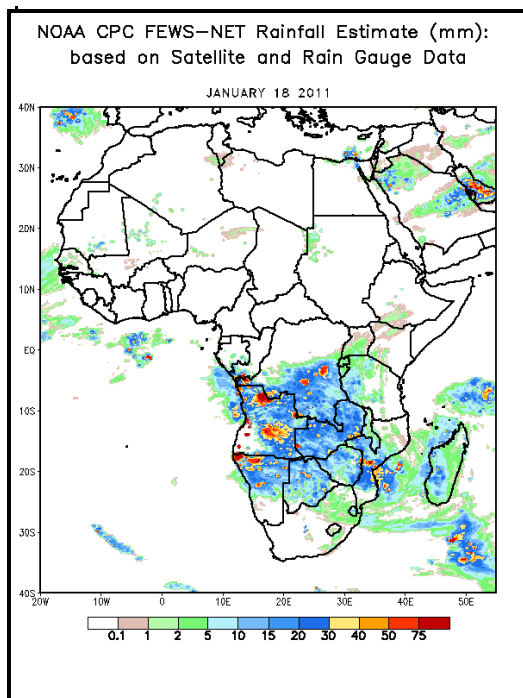 NOAA CPC FEWS-NET Rainfall Estimate (mm):
based on Satellite and Rain Gauge Data
JANUARY 18 2011
40N
30N
20N
10N
EQ
10S
20S
30S
40S
20W 10W 0 10E 20E 30E 40E 50E
0.1 1 2 5 10 15 20 30 40 50 75